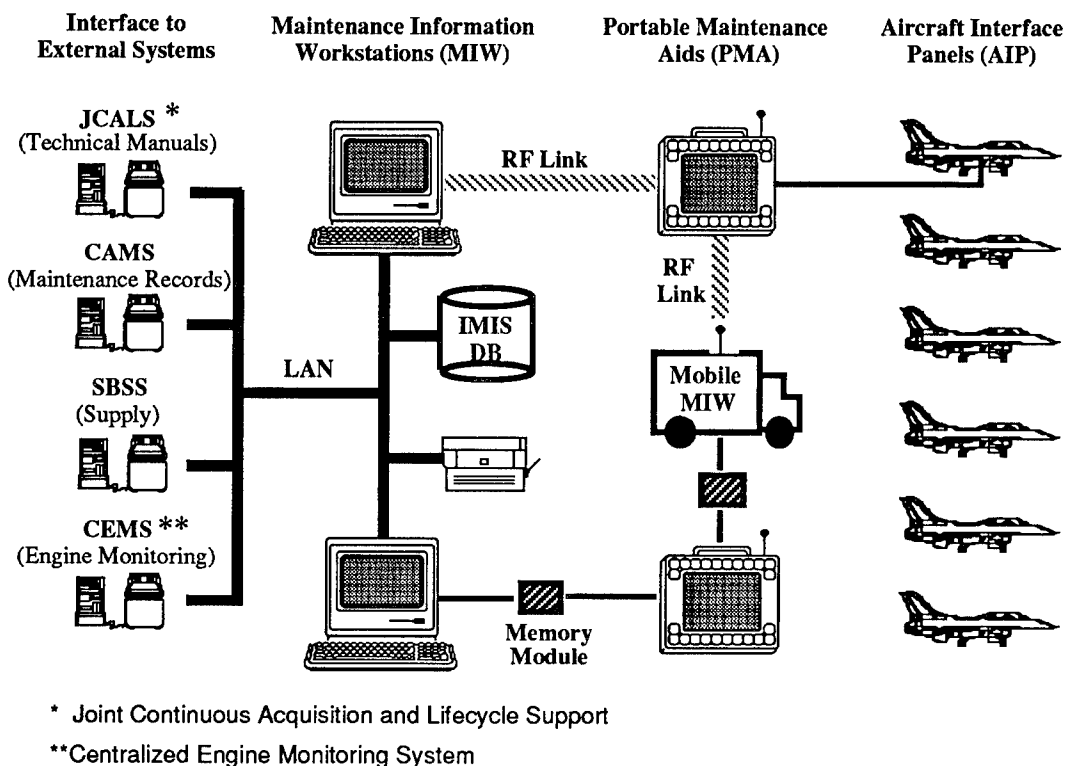 Interface to
External Systems
Maintenance Information
Workstations (MIW)
Portable Maintenance
Aids (PMA)
Aircraft Interface
Panels (AIP)
JCALS *
(Technical Manuals)
CAMS
(Maintenance Records)
SBSS
(Supply)
CEMS **
(Engine Monitoring)
LAN
IMIS
DB
RF Link
RF
Link
Mobile
MIW
Memory
Module
* Joint Continuous Acquisition and Lifecycle Support
**Centralized Engine Monitoring System